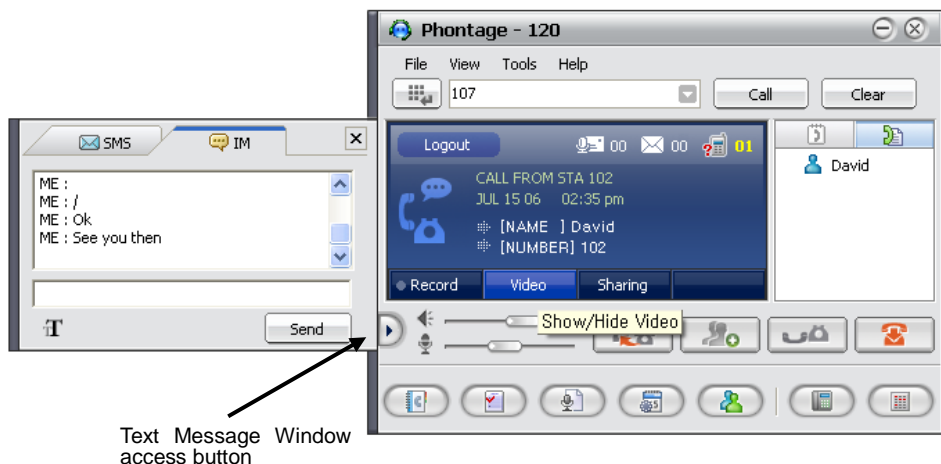 Phontage - 120
File View Tools Help
107
Call
Clear
SMS
IM
ME :
ME : /
ME : Ok
ME : See you then
Send
Logout
00
00
01
CALL FROM STA 102
JUL 15 06 02:35 pm
[NAME ] David
[NUMBER] 102
Record
Video
Sharing
David
Show/Hide Video
Text Message Window
access button